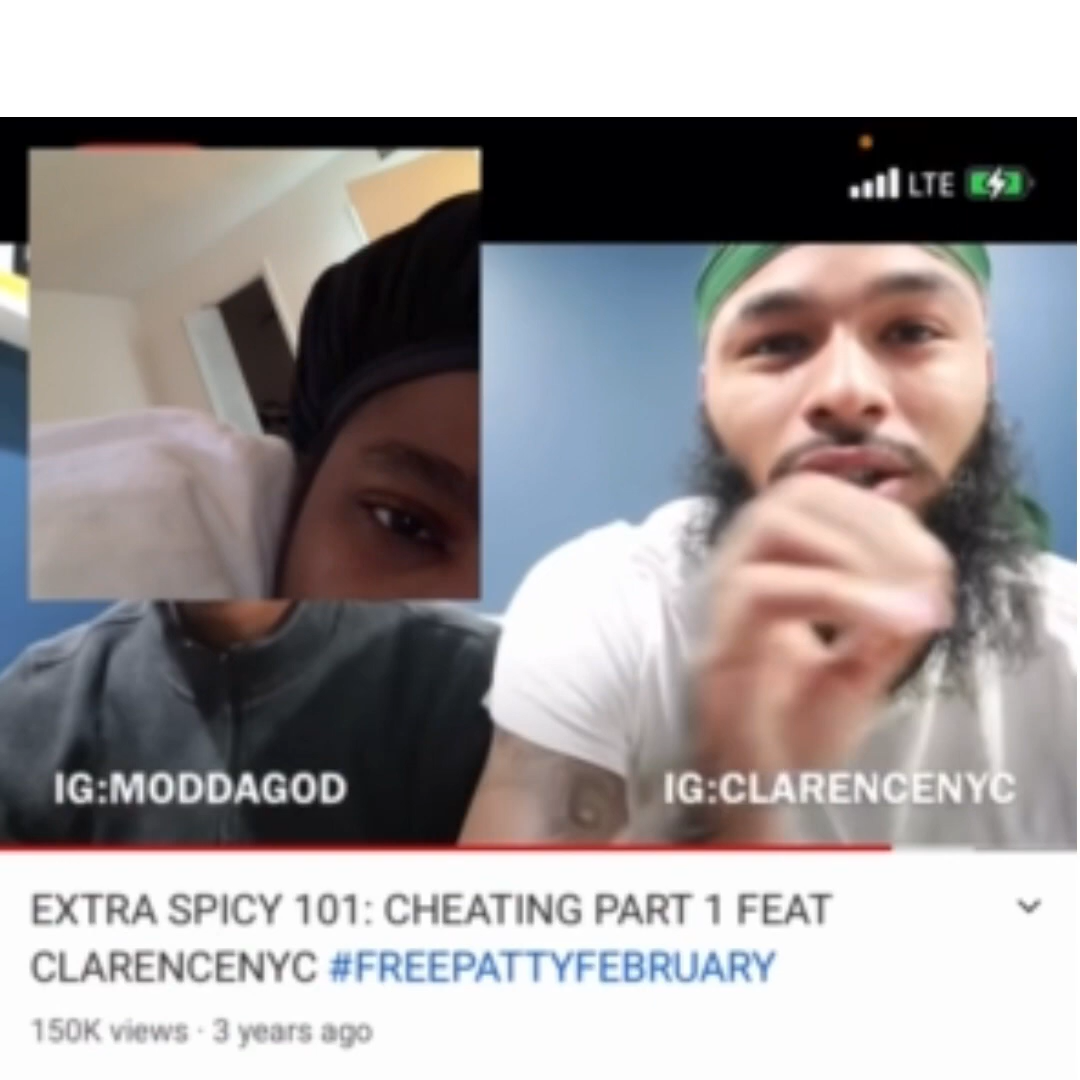 LTE
IG:MODDAGOD
IG:CLARENCENYC
EXTRA SPICY 101: CHEATING PART 1 FEAT
CLARENCENYC #FREEPATTYFEBRUARY
150K views · 3 years ago